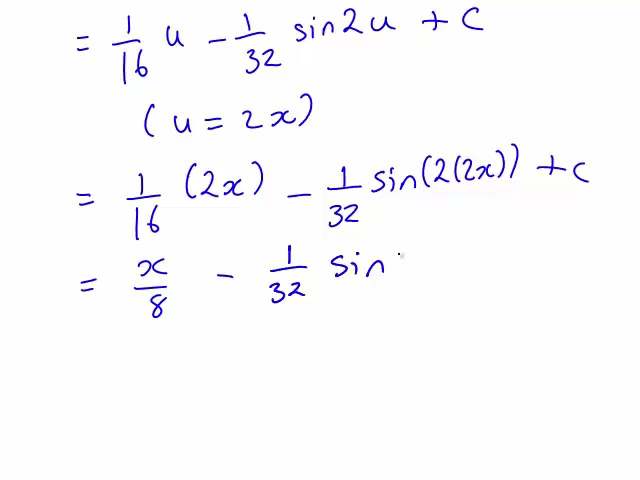 = 1/16 u - 1/32 sin2u + C
(u = 2x)
= 1/16 (2x) - 1/32 sin(2(2x)) + C
= x/8 - 1/32 sin